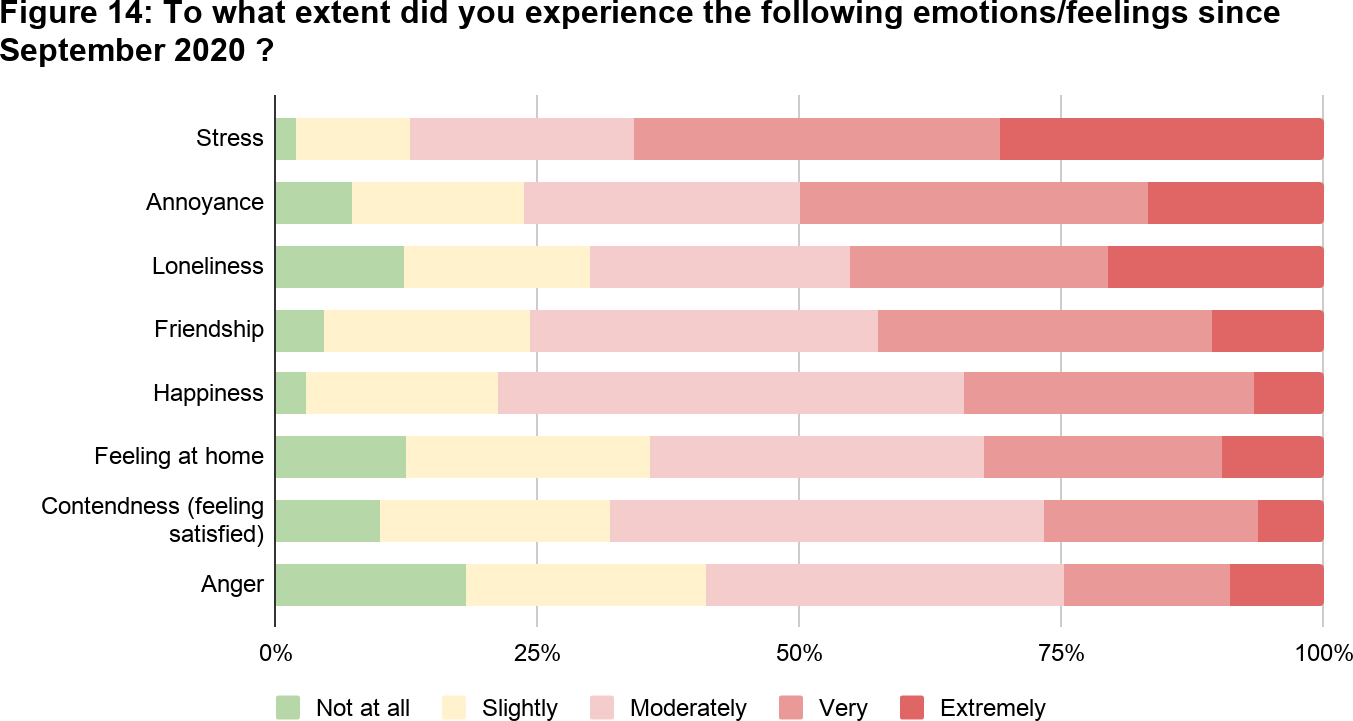 Figure 14: To what extent did you experience the following emotions/feelings since
September 2020 ?
Stress
Annoyance
Loneliness
Friendship
Happiness
Feeling at home
Contendness (feeling
satisfied)
Anger
0% 25% 50% 75% 100%
Not at all Slightly Moderately Very Extremely